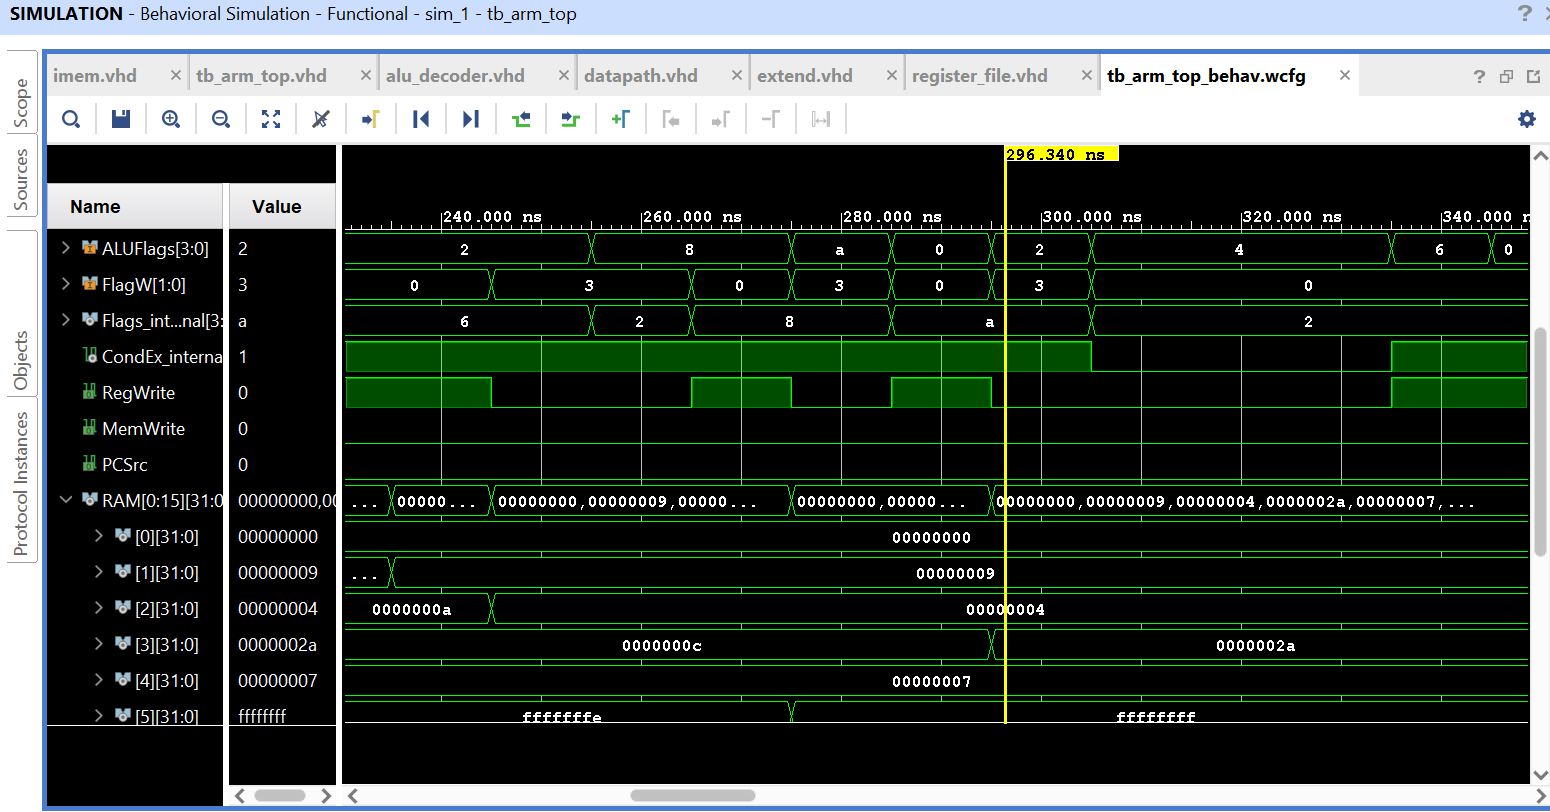 SIMULATION - Behavioral Simulation - Functional - sim_1 - tb_arm_top
?
Scope
Sources
Objects
Protocol Instances
imem.vhd × tb_arm_top.vhd × alu_decoder.vhd × datapath.vhd × extend.vhd × register_file.vhd × tb_arm_top_behav.wcfg × ?
296.340 ns
Name Value 240.000 ns 260.000 ns 280.000 ns 300.000 ns 320.000 ns 340.000 n
ALUFlags[3:0] 2 2 8 a 0 2 4 6 0
FlagW[1:0] 3 0 3 0 3 0 3 0
Flags_int...nal[3: a 6 2 8 a 2
CondEx_interna 1
RegWrite 0
MemWrite 0
PCSrc 0
RAM[0:15][31:0 00000000,00 ... 00000... 00000000,00000009,00000... 00000000,00000... 00000000,00000009,00000004,0000002a,00000007,...
[0][31:0] 00000000 00000000
[1][31:0] 00000009 ... 00000009
[2][31:0] 00000004 0000000a 00000004
[3][31:0] 0000002a 0000000c 0000002a
[4][31:0] 00000007 00000007
[5][31:0] ffffffff fffffffe ffffffff